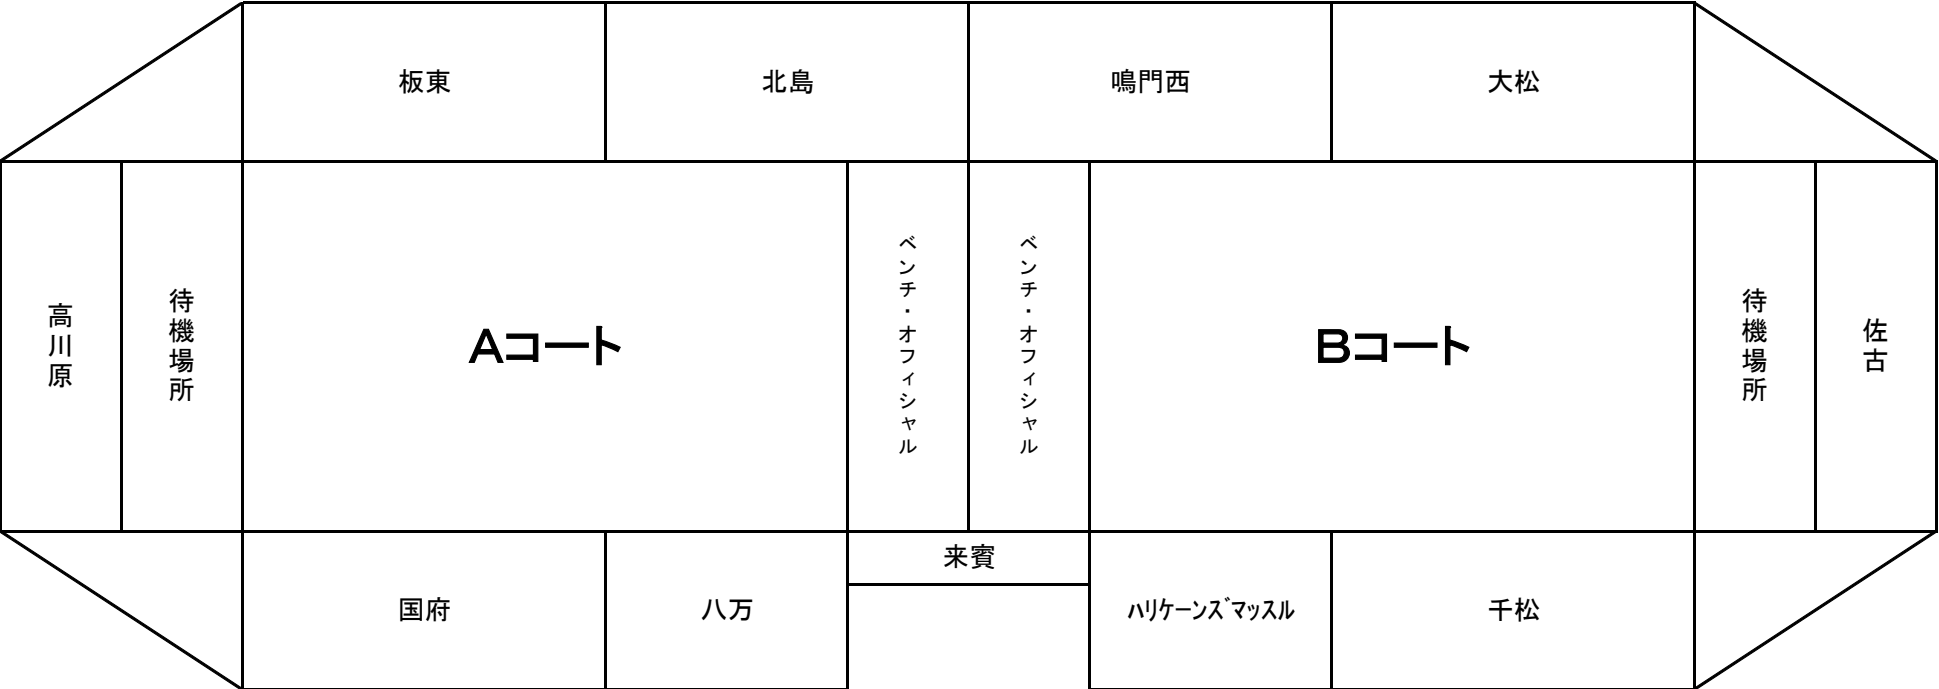 板東
北島
鳴門西
大松
高川原
待機場所
Aコート
ベンチ・オフィシャル
ベンチ・オフィシャル
Bコート
待機場所
佐古
来賓
国府
八万
ﾊﾘｹｰﾝｽﾞﾏｯｽﾙ
千松